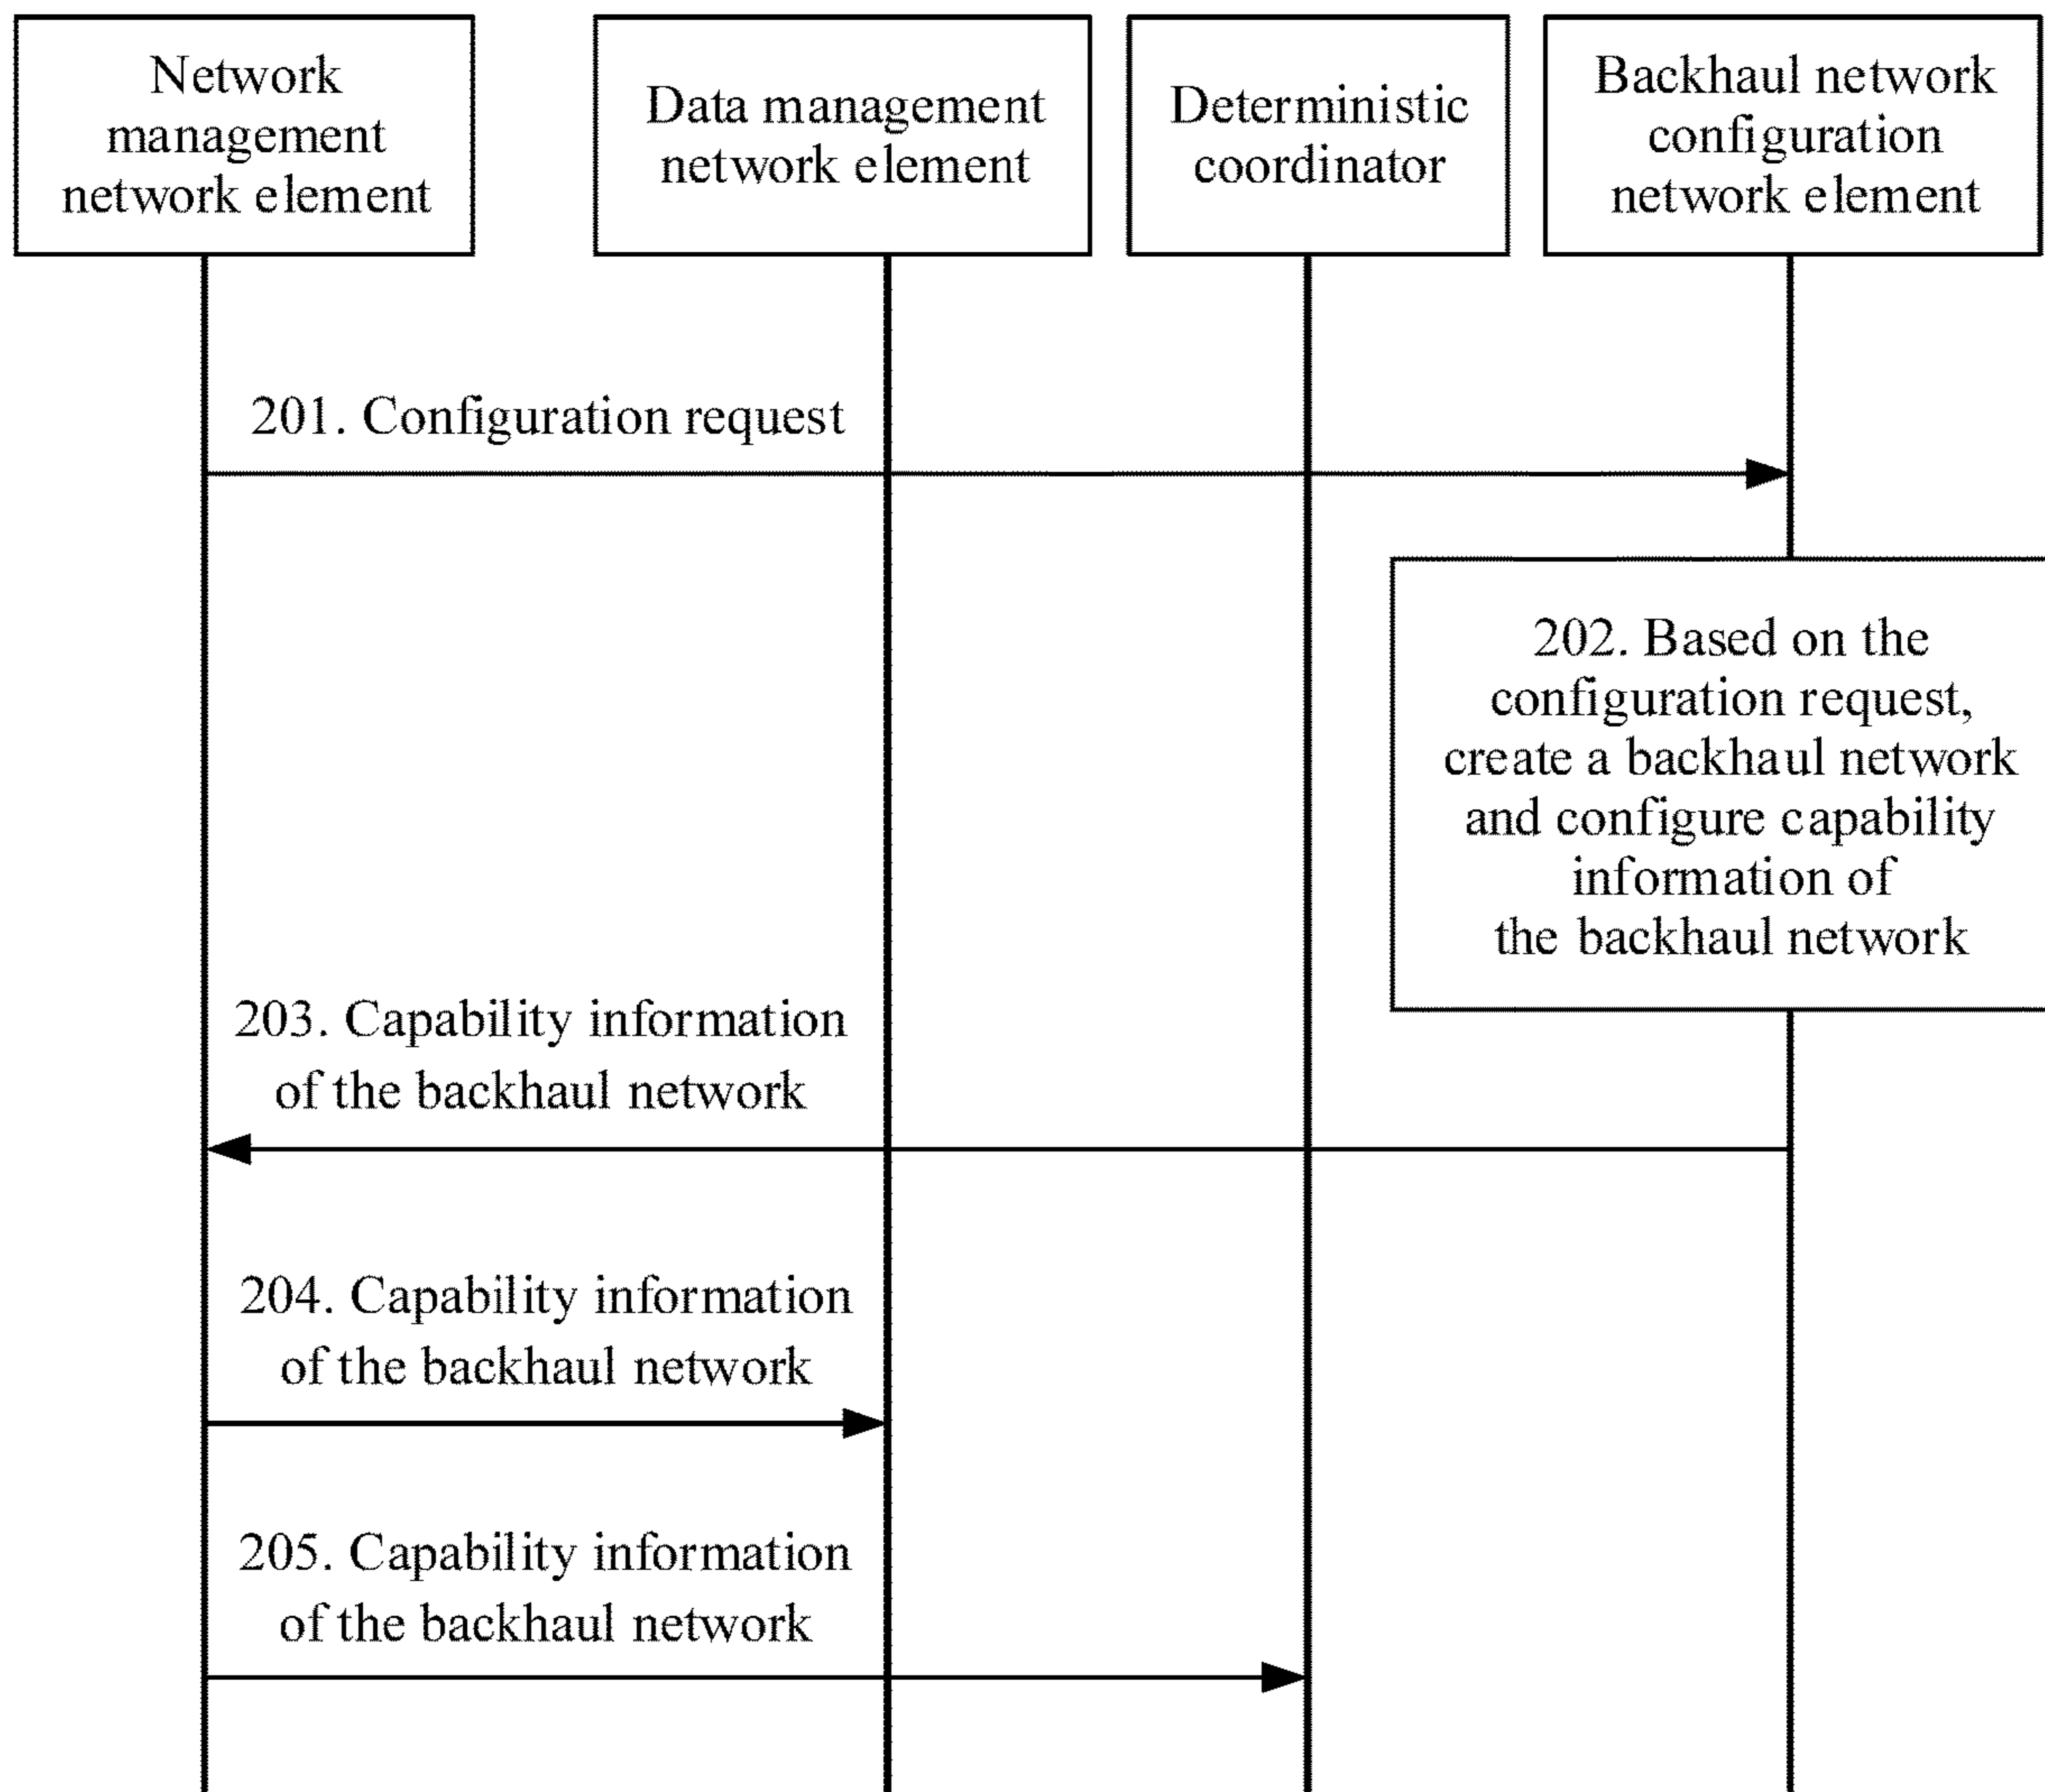 Network
management
network element
Data management
network element
Deterministic
coordinator
Backhaul network
configuration
network element
201. Configuration request
202. Based on the
configuration request,
create a backhaul network
and configure capability
information of
the backhaul network
203. Capability information
of the backhaul network
204. Capability information
of the backhaul network
205. Capability information
of the backhaul network